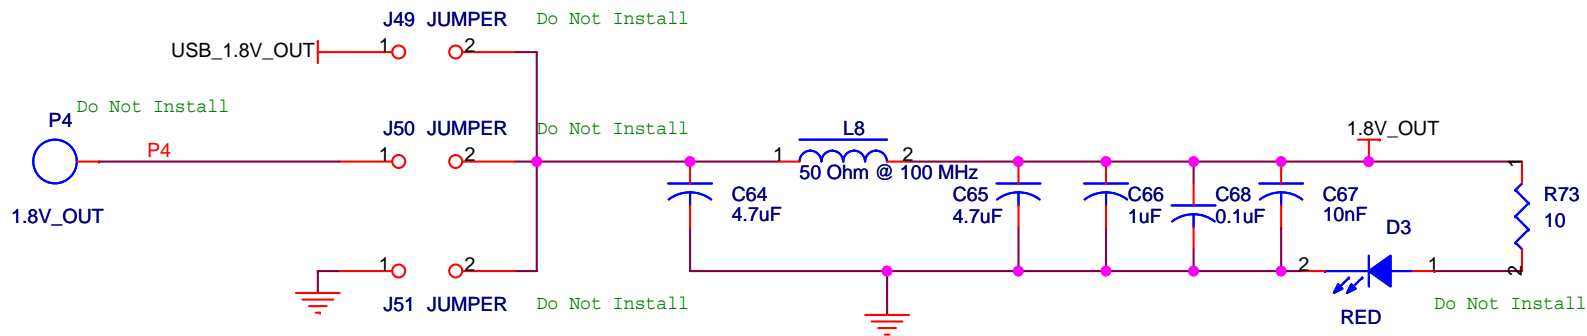 J49 JUMPER Do Not Install
USB_1.8V_OUT 1 2
Do Not Install
P4
J50 JUMPER Do Not Install
P4 1 2
1.8V_OUT
L8
1 2
50 Ohm @ 100 MHz
1.8V_OUT
C64
4.7uF
C65
4.7uF
C66
1uF
C68
0.1uF
C67
10nF
1
R73
10
2
D3
2 1
RED
Do Not Install
1 2
J51 JUMPER Do Not Install